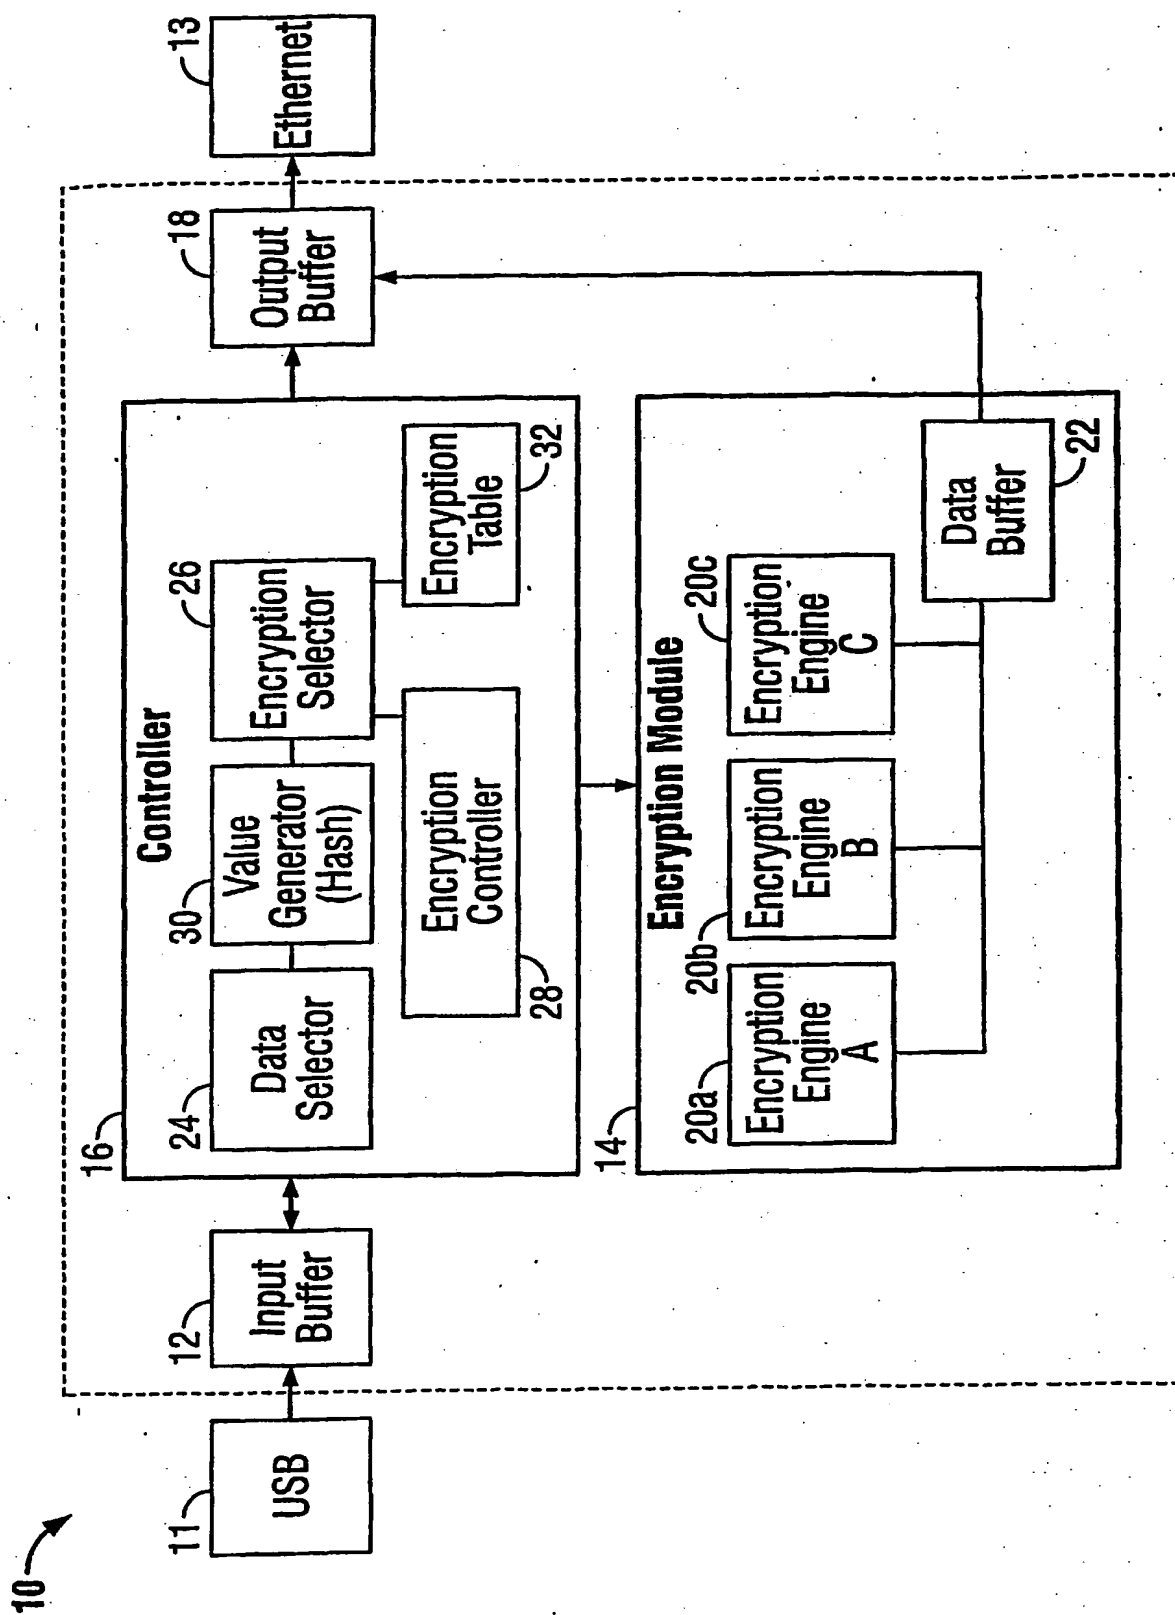 10
11
USB
12
Input
Buffer
16
Controller
24
Data
Selector
30
Value
Generator
(Hash)
26
Encryption
Selector
28
Encryption
Controller
32
Encryption
Table
18
Output
Buffer
13
Ethernet
14
Encryption Module
20a
Encryption
Engine
A
20b
Encryption
Engine
B
20c
Encryption
Engine
C
Data
Buffer
22